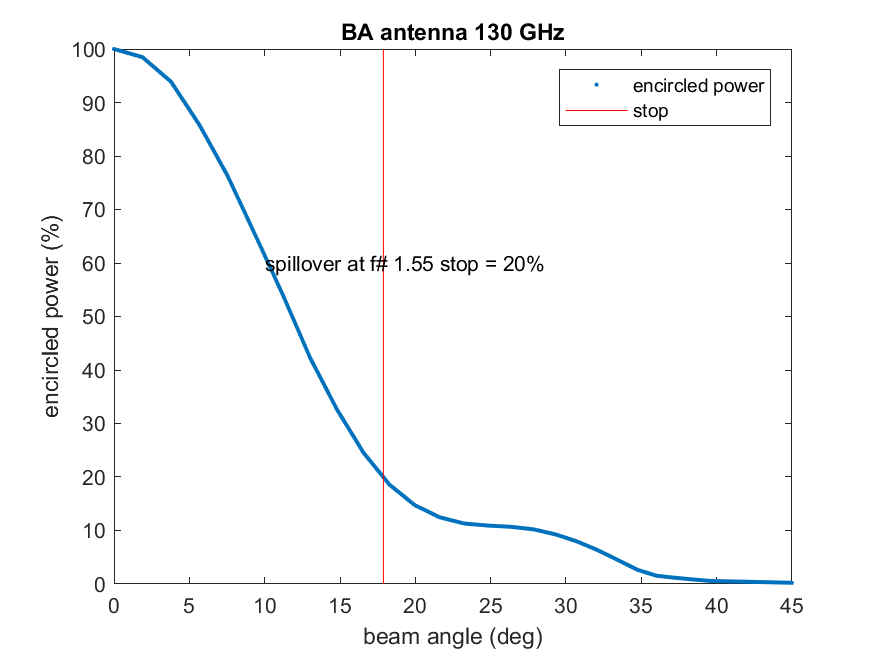 BA antenna 130 GHz
encircled power (%)
100
90
80
70
60
50
40
30
20
10
0
encircled power
stop
spillover at f# 1.55 stop = 20%
0 5 10 15 20 25 30 35 40 45
beam angle (deg)